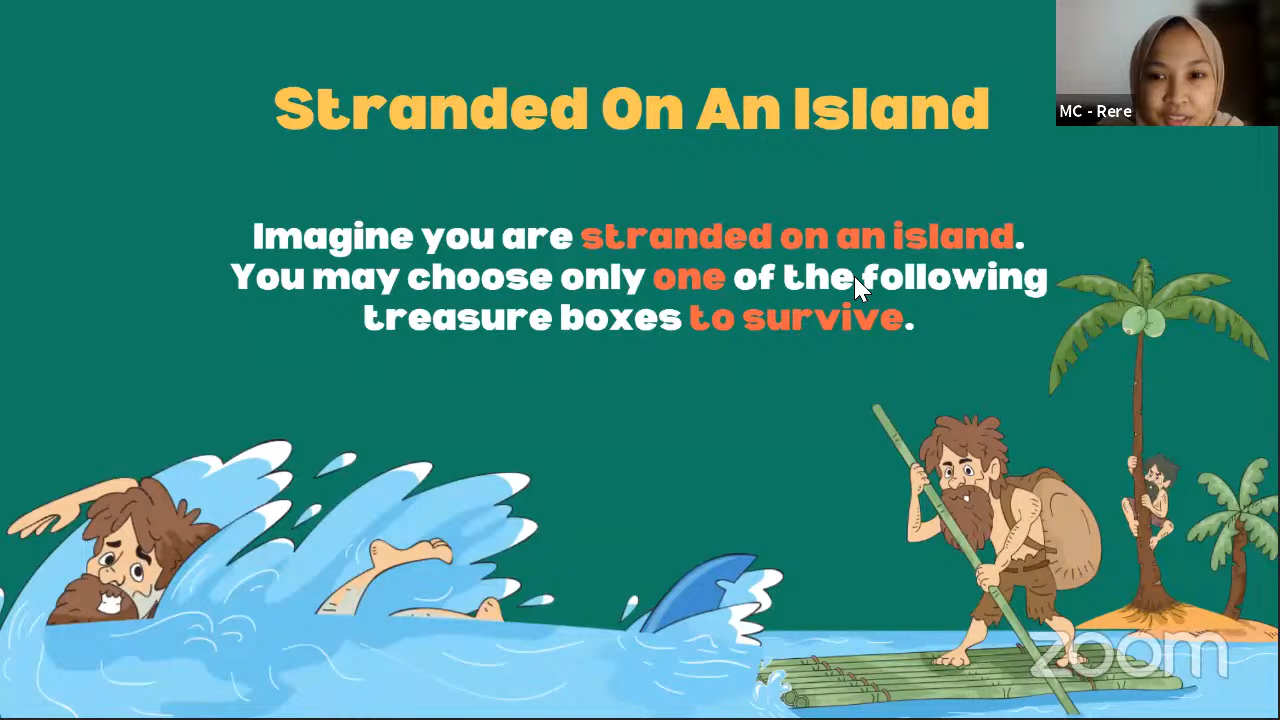 Stranded On An Island
MC - Rere
Imagine you are stranded on an island.
You may choose only one of the following
treasure boxes to survive.
zoom